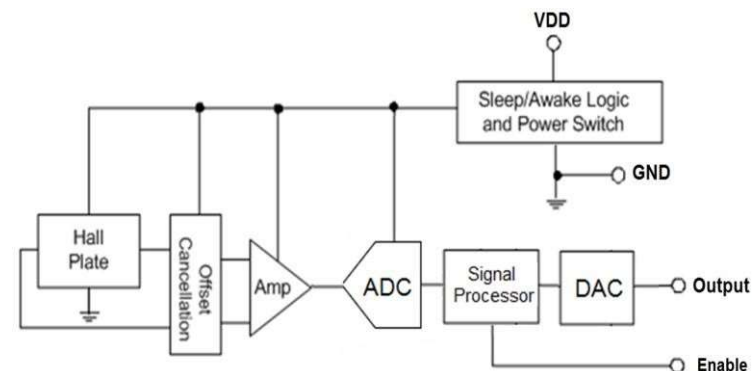 VDD
Sleep/Awake Logic
and Power Switch
GND
Hall
Plate
Offset
Cancellation
Amp
ADC
Signal
Processor
DAC
Output
Enable